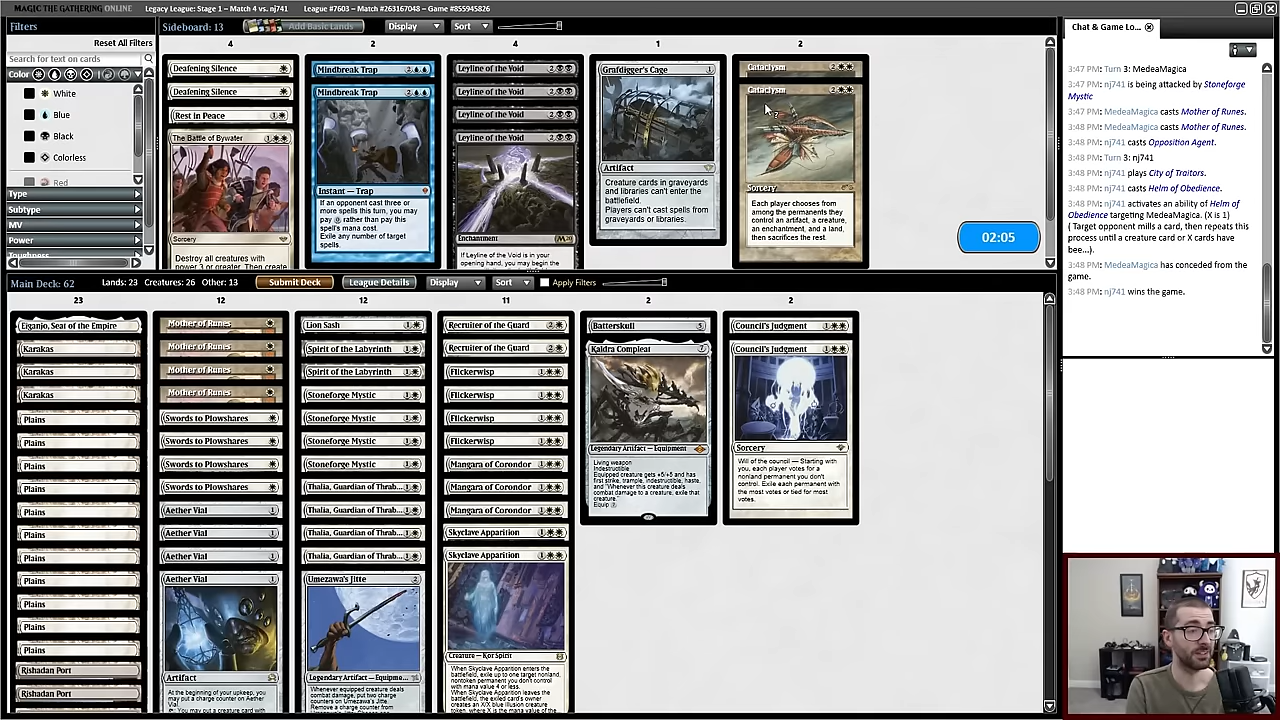 MAGIC THE GATHERING ONLINE
Legacy League: Stage 1 – Match 4 vs. nj741
League #7603 – Match #263167048 – Game #855945826
Filters
Reset All Filters
Search for text on cards
Color
White
Blue
Black
Colorless
Red
Type
Subtype
MV
Power
Toughness
Sideboard: 13
Add Basic Lands
Display
Sort
4
2
4
1
2
Deafening Silence
Deafening Silence
Rest in Peace
The Battle of Bywater
Sorcery
Destroy all creatures with
power 3 or greater. Then create
Mindbreak Trap
Mindbreak Trap
Instant — Trap
If an opponent cast three or
more spells this turn, you may
pay 0 rather than pay this
spell's mana cost.
Exile any number of target
spells.
Leyline of the Void
Leyline of the Void
Leyline of the Void
Leyline of the Void
Enchantment
If Leyline of the Void is in your
opening hand, you may begin the
Grafdigger's Cage
Artifact
Creature cards in graveyards
and libraries can't enter the
battlefield.
Players can't cast spells from
graveyards or libraries.
Cataclysm
Cataclysm
Sorcery
Each player chooses from
among the permanents they
control an artifact, a creature,
an enchantment, and a land,
then sacrifices the rest.
02:05
Main Deck: 62
Lands: 23 Creatures: 26 Other: 13
Submit Deck
League Details
Display
Sort
Apply Filters
23
12
12
11
2
2
Eiganjo, Seat of the Empire
Karakas
Karakas
Karakas
Plains
Plains
Plains
Plains
Plains
Plains
Plains
Plains
Plains
Plains
Plains
Rishadan Port
Rishadan Port
Mother of Runes
Mother of Runes
Mother of Runes
Mother of Runes
Swords to Plowshares
Swords to Plowshares
Swords to Plowshares
Swords to Plowshares
Aether Vial
Aether Vial
Aether Vial
Aether Vial
Artifact
At the beginning of your upkeep,
you may put a charge counter on Aether
Vial.
Lion Sash
Spirit of the Labyrinth
Spirit of the Labyrinth
Stoneforge Mystic
Stoneforge Mystic
Stoneforge Mystic
Stoneforge Mystic
Thalia, Guardian of Thrab...
Thalia, Guardian of Thrab...
Thalia, Guardian of Thrab...
Thalia, Guardian of Thrab...
Umezawa's Jitte
Legendary Artifact — Equipme...
Whenever equipped creature deals
combat damage, put two charge
counters on Umezawa's Jitte.
Remove a charge counter from
Recruiter of the Guard
Recruiter of the Guard
Flickerwisp
Flickerwisp
Flickerwisp
Flickerwisp
Mangara of Corondor
Mangara of Corondor
Mangara of Corondor
Skyclave Apparition
Skyclave Apparition
Creature — Kor Spirit
When Skyclave Apparition enters the
battlefield, exile up to one target nonland,
nontoken permanent you don't control with
mana value 4 or less.
When Skyclave Apparition leaves the
battlefield, the exiled card's owner
creates an X/X blue Illusion creature
token, where X is the mana value of
Batterskull
Kaldra Compleat
Legendary Artifact — Equipment
Living weapon
Indestructible
Equipped creature gets +5/+5 and has
first strike, trample, indestructible, haste,
and "Whenever this creature deals
combat damage to a creature, exile that
creature."
Equip 7
Council's Judgment
Council's Judgment
Sorcery
Will of the council — Starting with
you, each player votes for a
nonland permanent you don't
control. Exile each permanent
with the most votes or tied for most
votes.
Chat & Game Lo...
3:47 PM: Turn 3: MedeaMagica
3:47 PM: nj741 is being attacked by Stoneforge
Mystic
3:47 PM: MedeaMagica casts Mother of Runes.
3:48 PM: MedeaMagica casts Mother of Runes.
3:48 PM: nj741 casts Opposition Agent.
3:48 PM: Turn 3: nj741
3:48 PM: nj741 plays City of Traitors.
3:48 PM: nj741 casts Helm of Obedience.
3:48 PM: nj741 activates an ability of Helm of
Obedience targeting MedeaMagica. (X is 1)
( Target opponent mills a card, then repeats this
process until a creature card or X cards have
bee...).
3:48 PM: MedeaMagica has conceded from the
game.
3:48 PM: nj741 wins the game.